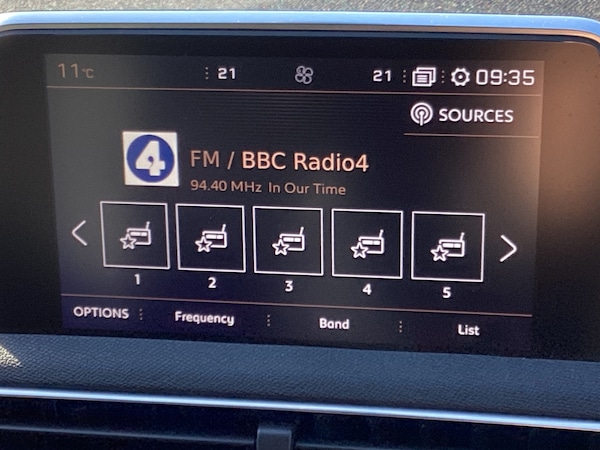 11°C 21 21 09:35
SOURCES
4
FM / BBC Radio4
94.40 MHz In Our Time
1 2 3 4 5
OPTIONS Frequency Band List